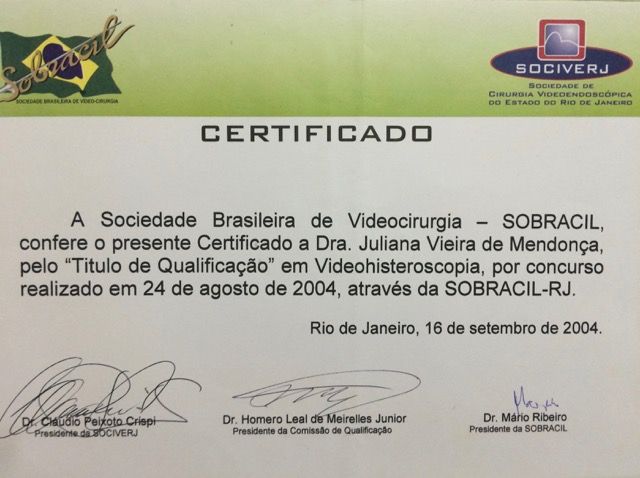 Sobracil
SOCIEDADE BRASILEIRA DE VÍDEO-CIRURGIA
SOCIVERJ
SOCIEDADE DE
CIRURGIA VIDEOENDOSCÓPICA
DO ESTADO DO RIO DE JANEIRO
CERTIFICADO
A Sociedade Brasileira de Videocirurgia – SOBRACIL,
confere o presente Certificado a Dra. Juliana Vieira de Mendonça,
pelo “Titulo de Qualificação” em Videohisteroscopia, por concurso
realizado em 24 de agosto de 2004, através da SOBRACIL-RJ.
Rio de Janeiro, 16 de setembro de 2004.
Dr. Claudio Peixoto Crispi
Presidente da SOCIVERJ
Dr. Homero Leal de Meirelles Junior
Presidente da Comissão de Qualificação
Dr. Mário Ribeiro
Presidente da SOBRACIL